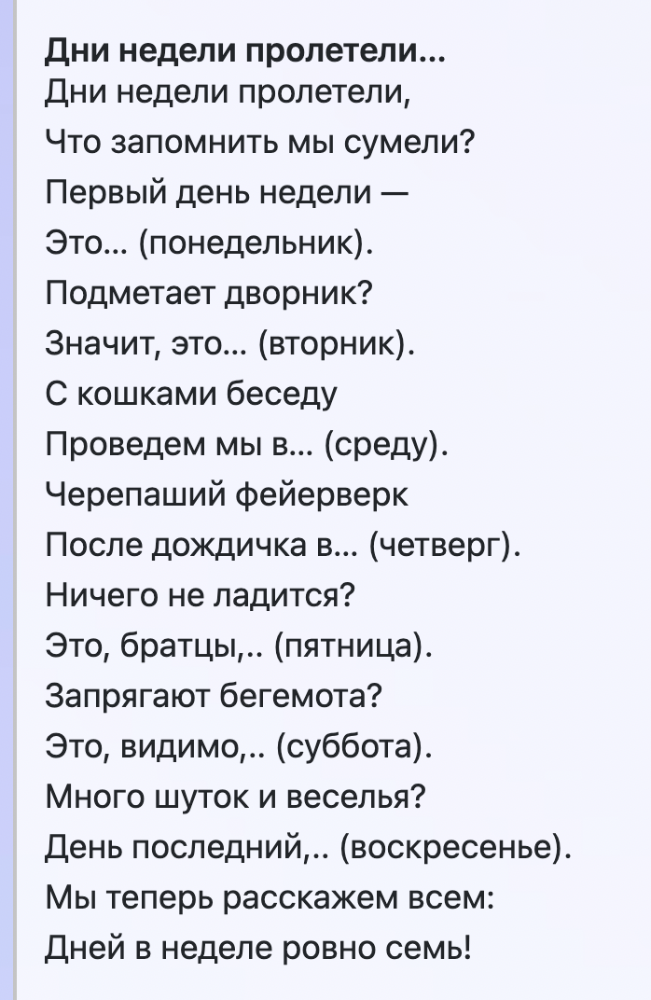 Дни недели пролетели...
Дни недели пролетели,
Что запомнить мы сумели?
Первый день недели —
Это... (понедельник).
Подметает дворник?
Значит, это... (вторник).
С кошками беседу
Проведем мы в... (среду).
Черепаший фейерверк
После дождичка в... (четверг).
Ничего не ладится?
Это, братцы,.. (пятница).
Запрягают бегемота?
Это, видимо,.. (суббота).
Много шуток и веселья?
День последний,.. (воскресенье).
Мы теперь расскажем всем:
Дней в неделе ровно семь!